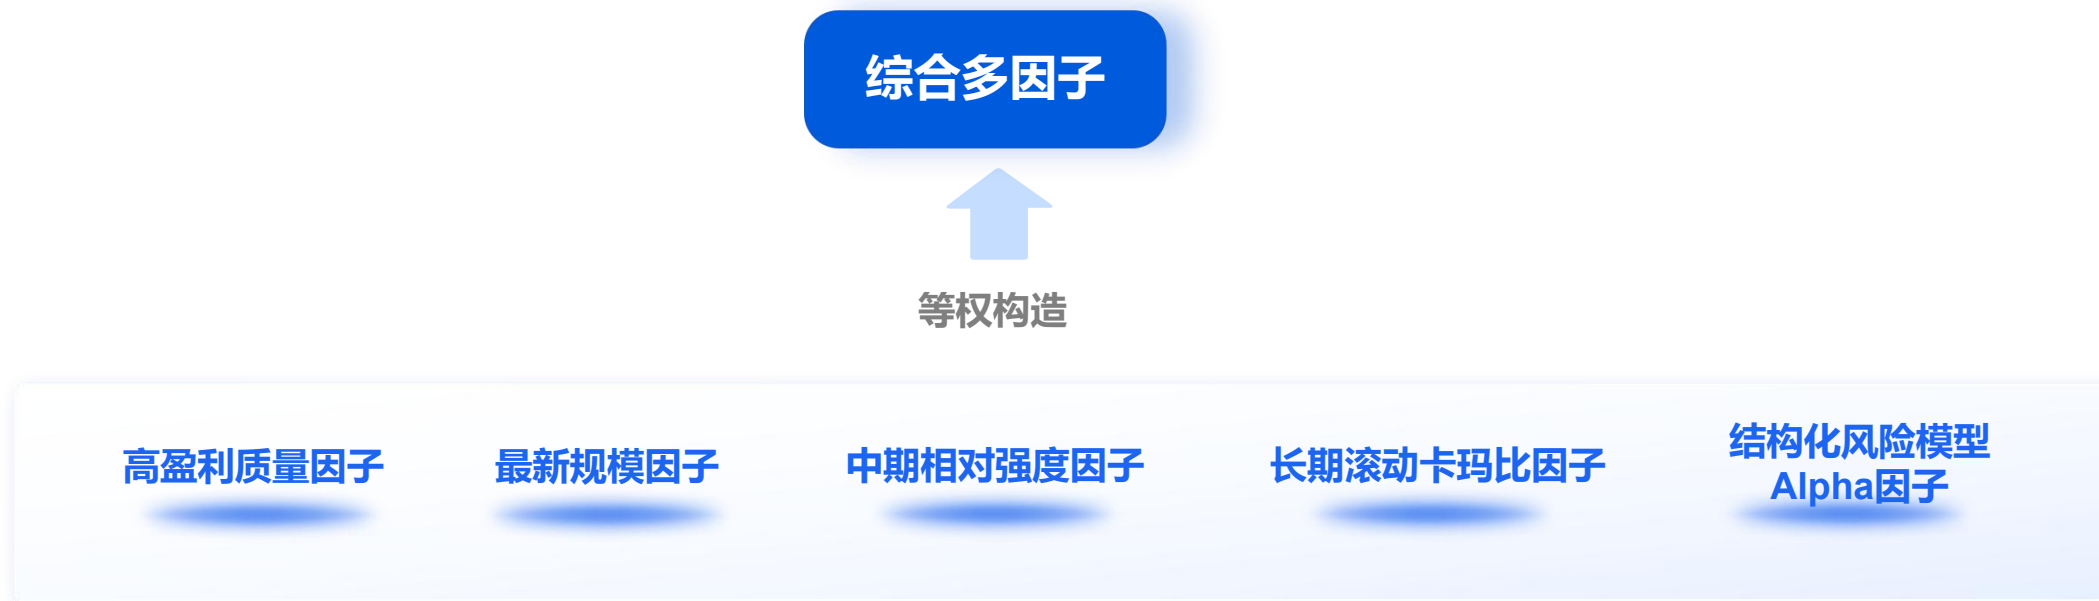 综合多因子
等权构造
高盈利质量因子
最新规模因子
中期相对强度因子
长期滚动卡玛比因子
结构化风险模型
Alpha因子